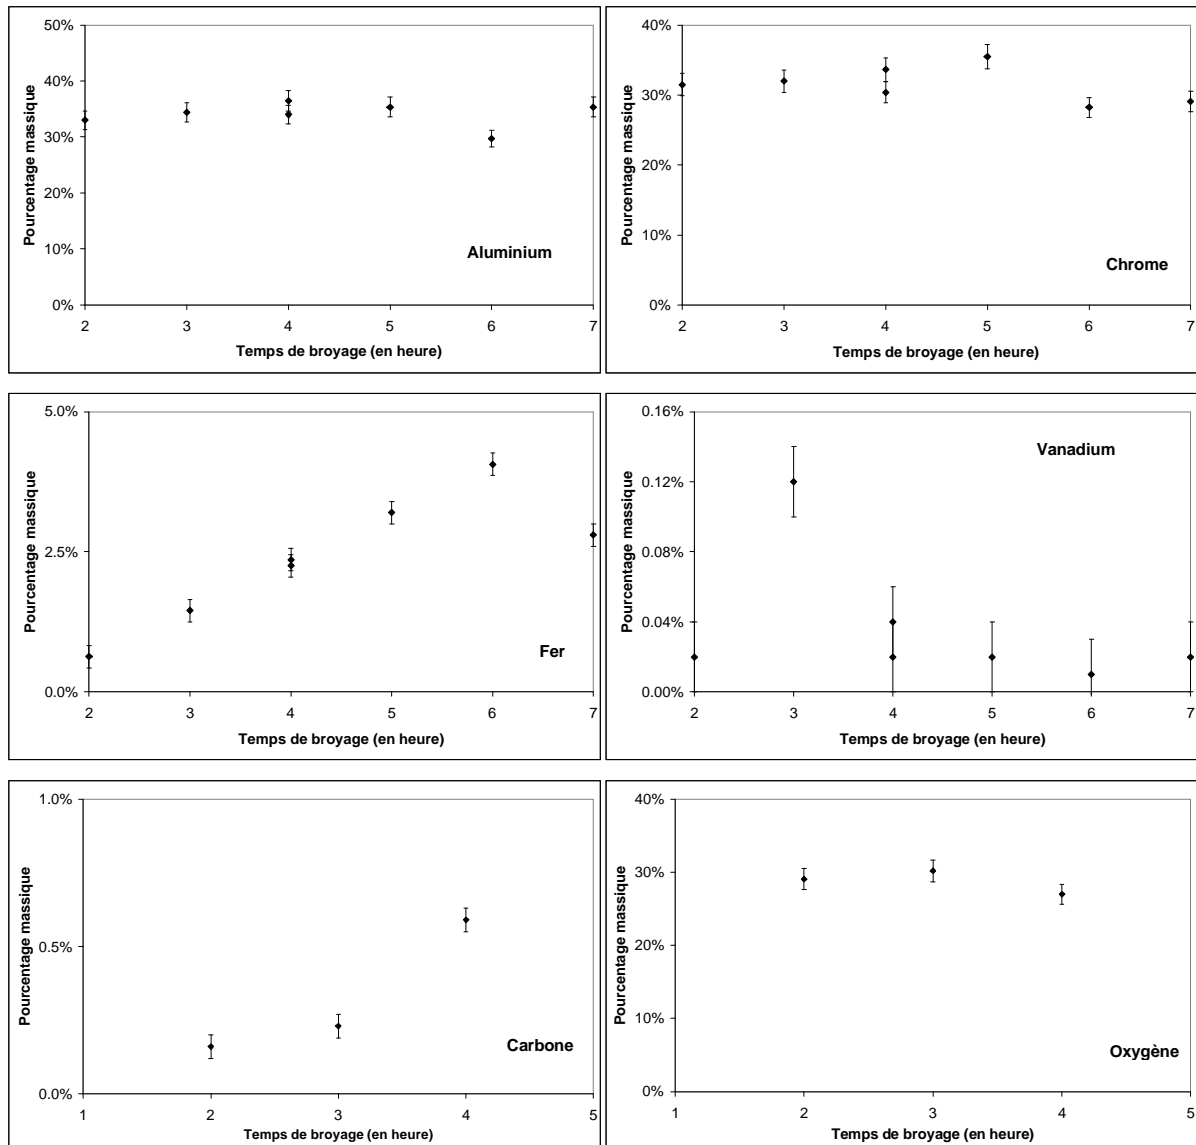 50%
40%
30%
20%
10%
0%
Pourcentage massique
Aluminium
2 3 4 5 6 7
Temps de broyage (en heure)
40%
30%
20%
10%
0%
Pourcentage massique
Chrome
2 3 4 5 6 7
Temps de broyage (en heure)
5.0%
2.5%
0.0%
Pourcentage massique
Fer
2 3 4 5 6 7
Temps de broyage (en heure)
0.16%
0.12%
0.08%
0.04%
0.00%
Pourcentage massique
Vanadium
2 3 4 5 6 7
Temps de broyage (en heure)
1.0%
0.5%
0.0%
Pourcentage massique
Carbone
1 2 3 4 5
Temps de broyage (en heure)
40%
30%
20%
10%
0%
Pourcentage massique
Oxygène
1 2 3 4 5
Temps de broyage (en heure)